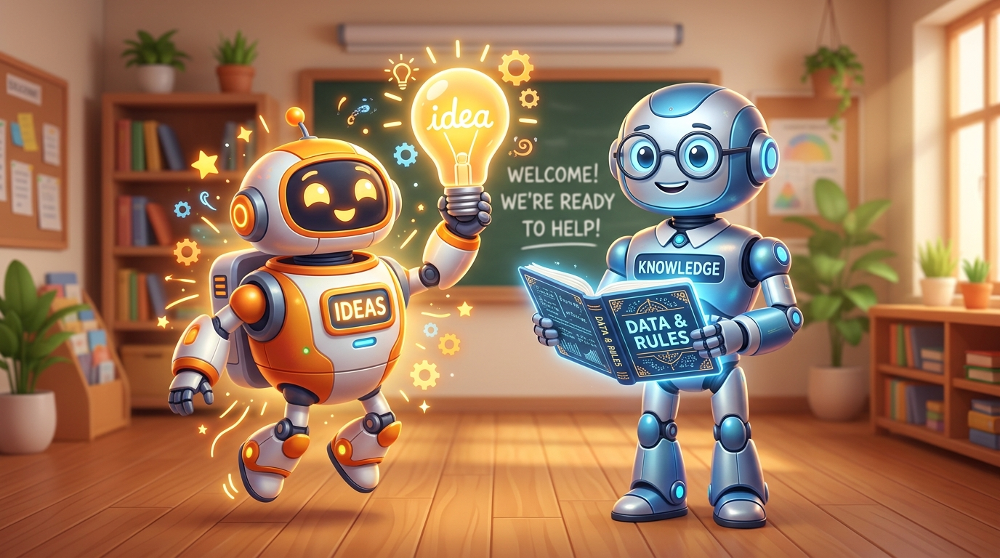 idea
WELCOME!
WE'RE READY
TO HELP!
IDEAS
KNOWLEDGE
DATA & RULES
DATA &
RULES